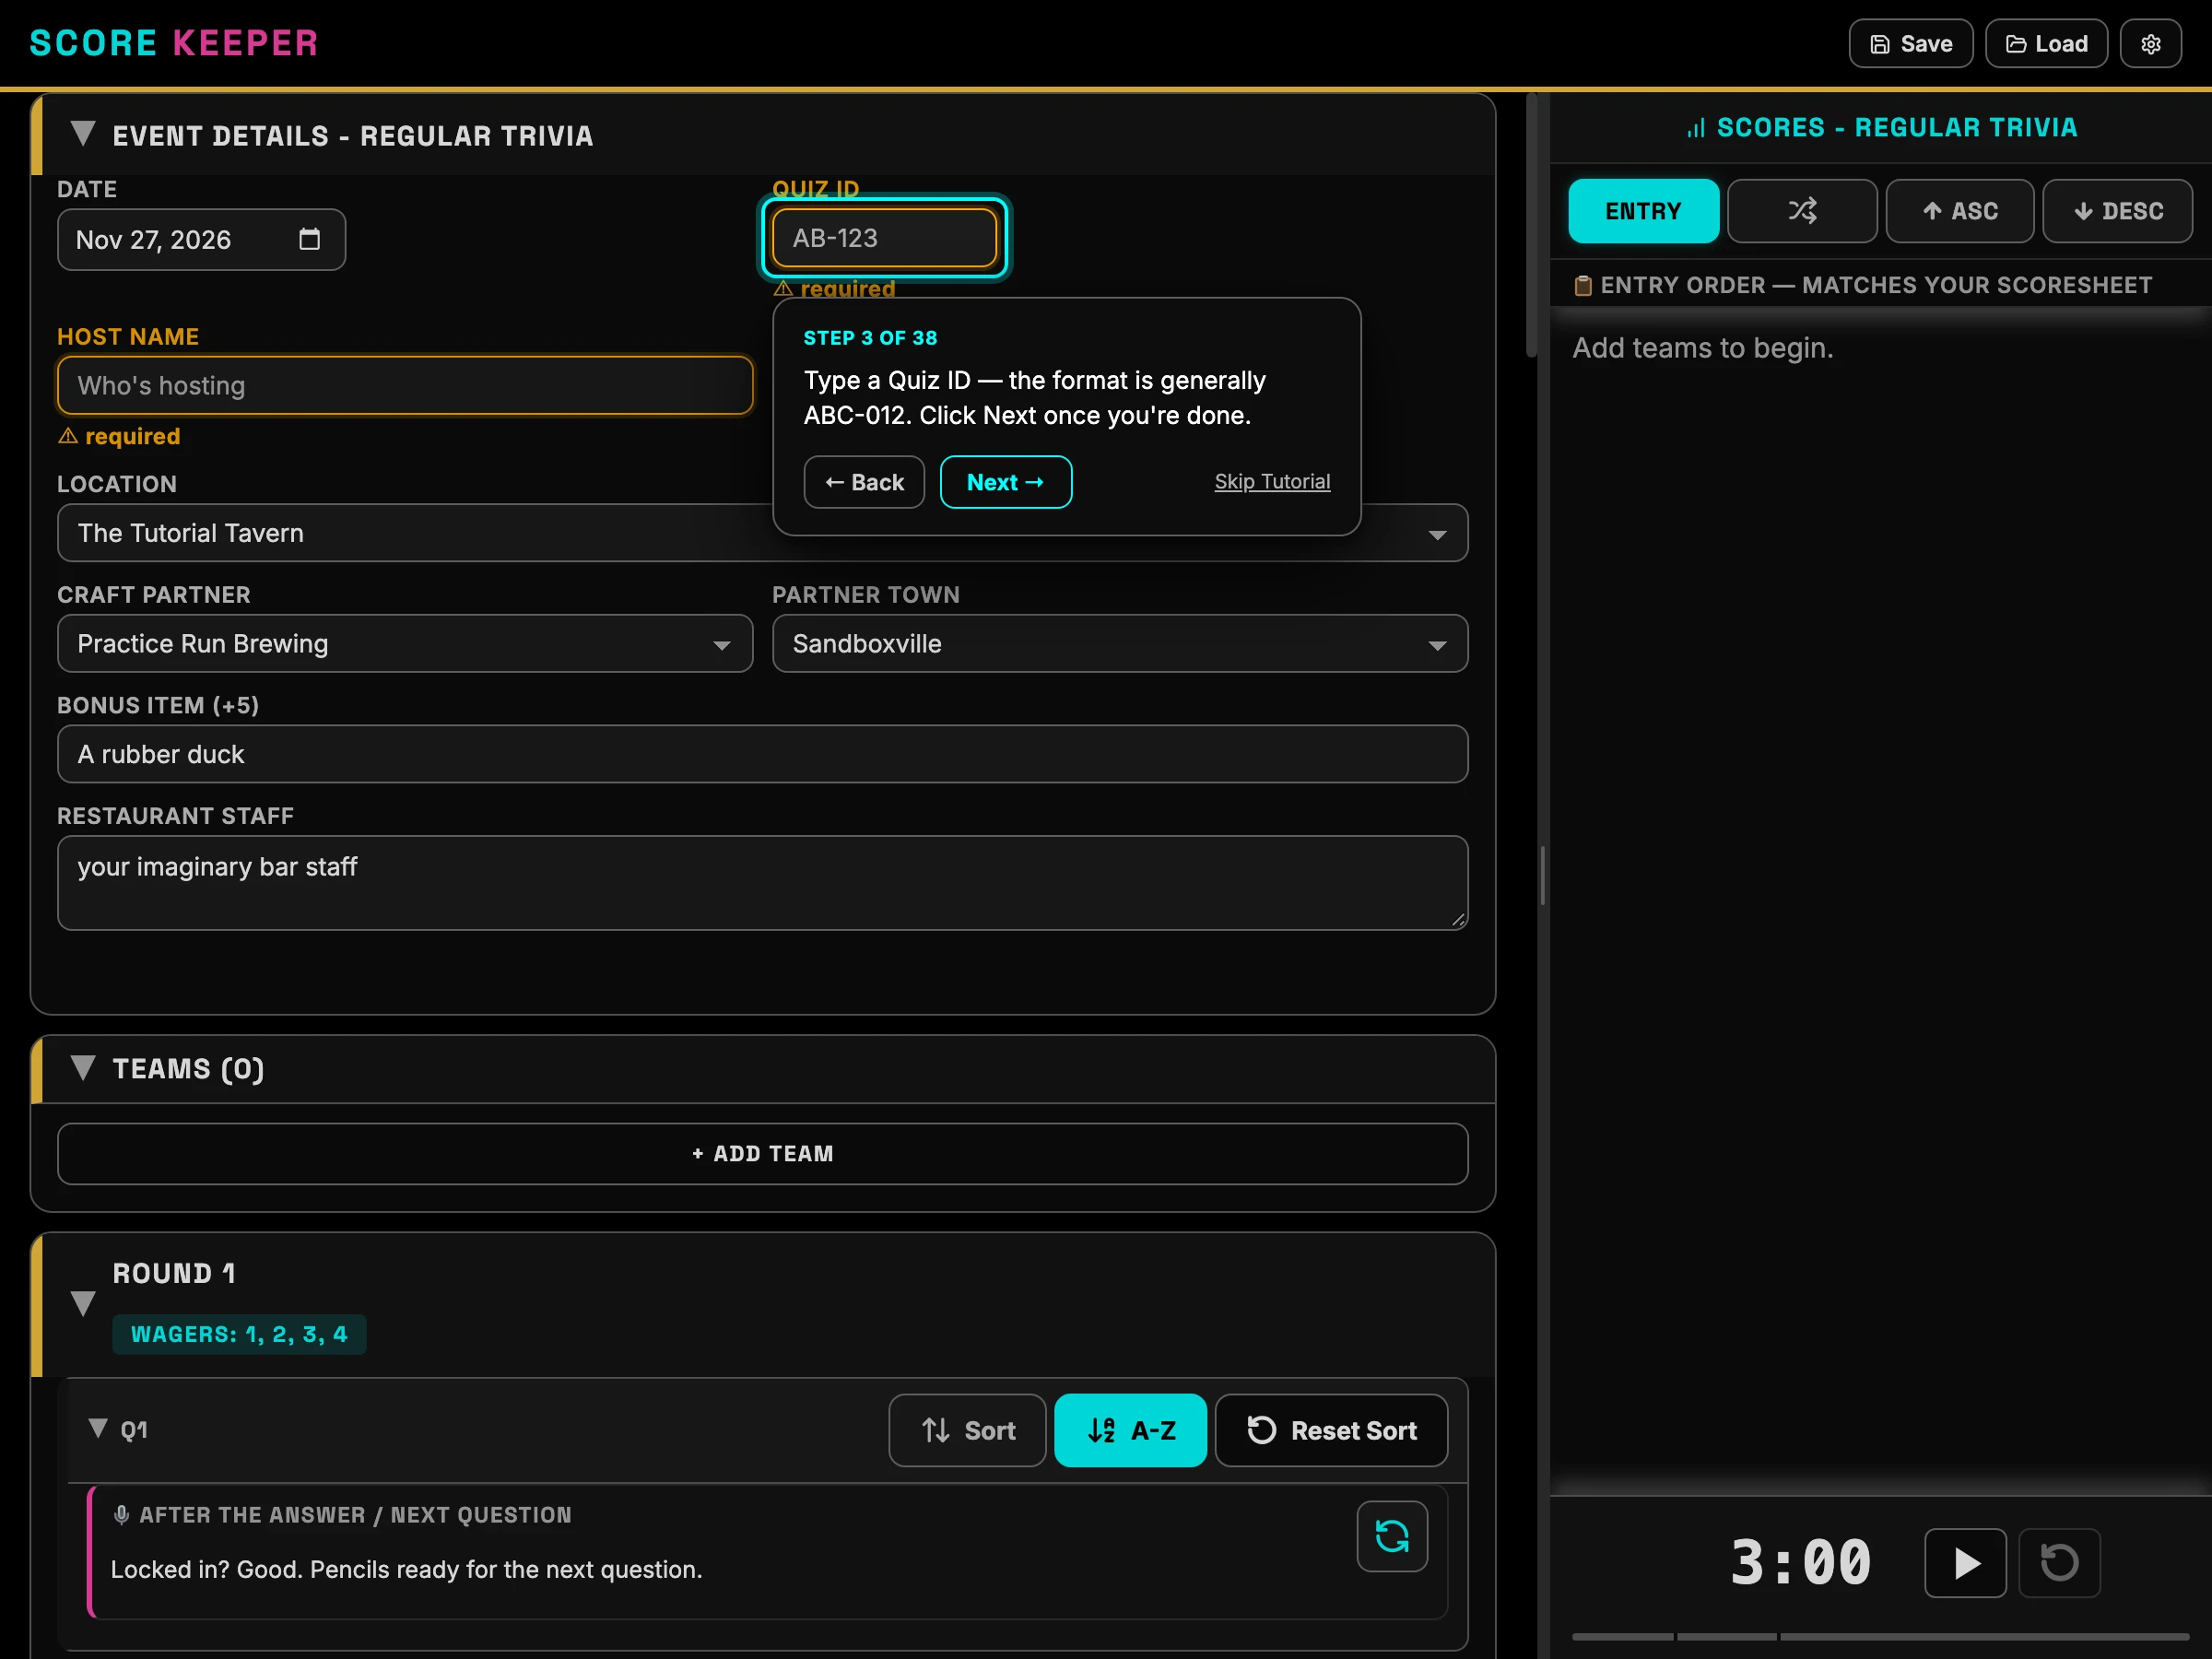 SCORE KEEPER
Save
Load
EVENT DETAILS - REGULAR TRIVIA
DATE
Nov 27, 2026
QUIZ ID
AB-123
⚠ required
STEP 3 OF 38
Type a Quiz ID — the format is generally
ABC-012. Click Next once you're done.
← Back
Next →
Skip Tutorial
HOST NAME
Who's hosting
⚠ required
LOCATION
The Tutorial Tavern
CRAFT PARTNER
Practice Run Brewing
PARTNER TOWN
Sandboxville
BONUS ITEM (+5)
A rubber duck
RESTAURANT STAFF
your imaginary bar staff
TEAMS (0)
+ ADD TEAM
ROUND 1
WAGERS: 1, 2, 3, 4
Q1
Sort
A-Z
Reset Sort
AFTER THE ANSWER / NEXT QUESTION
Locked in? Good. Pencils ready for the next question.
SCORES - REGULAR TRIVIA
ENTRY
↑ ASC
↓ DESC
ENTRY ORDER — MATCHES YOUR SCORESHEET
Add teams to begin.
3:00